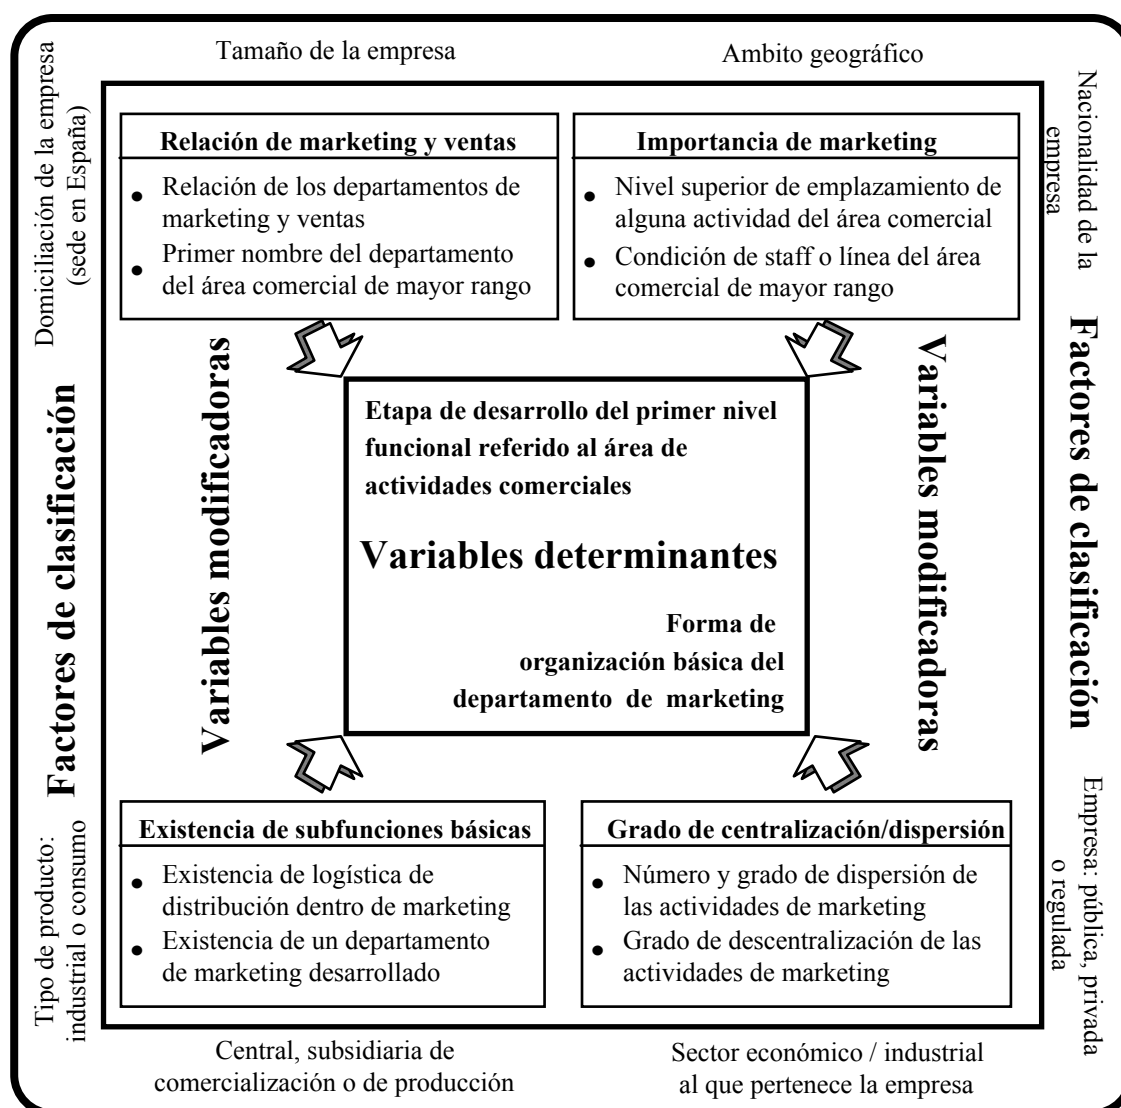 Tamaño de la empresa
Ambito geográfico
Domiciliación de la empresa
(sede en España)
Nacionalidad de la
empresa
Relación de marketing y ventas
• Relación de los departamentos de
marketing y ventas
• Primer nombre del departamento
del área comercial de mayor rango
Importancia de marketing
• Nivel superior de emplazamiento de
alguna actividad del área comercial
• Condición de staff o línea del área
comercial de mayor rango
Factores de clasificación
Variables modificadoras
Etapa de desarrollo del primer nivel
funcional referido al área de
actividades comerciales
Variables determinantes
Forma de
organización básica del
departamento de marketing
Variables modificadoras
Factores de clasificación
Existencia de subfunciones básicas
• Existencia de logística de
distribución dentro de marketing
• Existencia de un departamento
de marketing desarrollado
Grado de centralización/dispersión
• Número y grado de dispersión de
las actividades de marketing
• Grado de descentralización de las
actividades de marketing
Tipo de producto:
industrial o consumo
Empresa: pública, privada
o regulada
Central, subsidiaria de
comercialización o de producción
Sector económico / industrial
al que pertenece la empresa